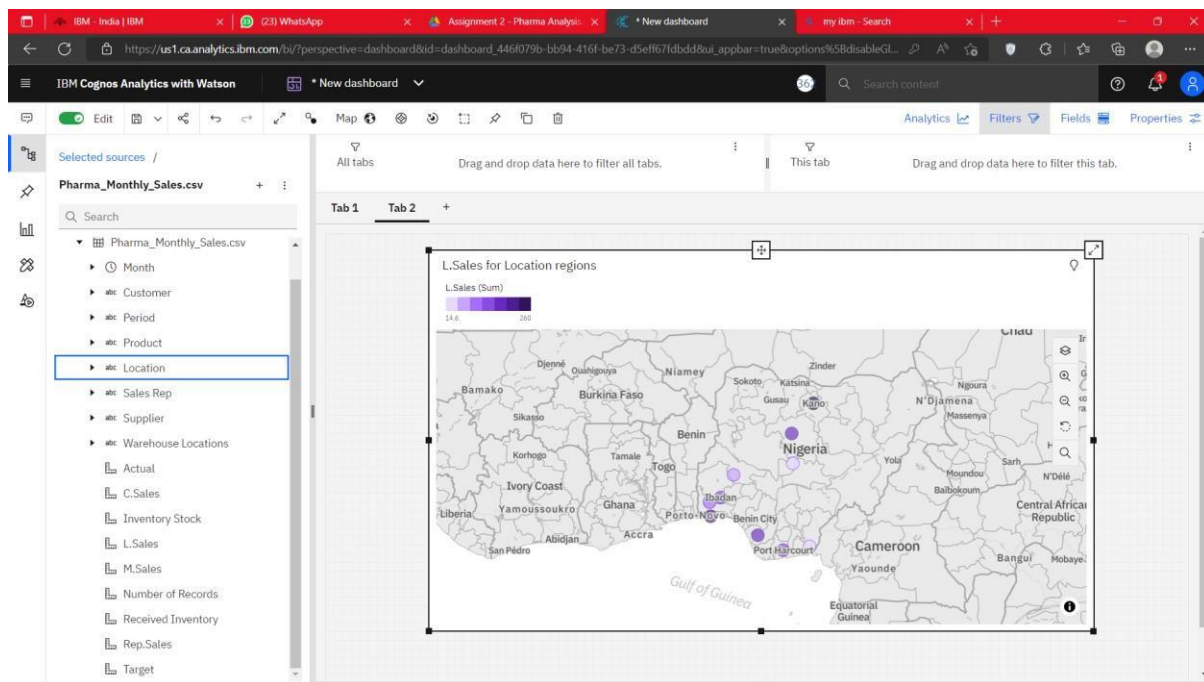 IBM - India | IBM
(23) WhatsApp
Assignment 2 - Pharma Analysis
* New dashboard
my ibm - Search
https://us1.ca.analytics.ibm.com/bi/?perspective=dashboard&id=dashboard_446f079b-bb94-416f-be73-d5eff67fdbdd&ui_appbar=true&options%5BdisableGl...
IBM Cognos Analytics with Watson
* New dashboard
Search content
Edit
Map
Analytics
Filters
Fields
Properties
Selected sources /
All tabs
Drag and drop data here to filter all tabs.
This tab
Drag and drop data here to filter this tab.
Pharma_Monthly_Sales.csv
Search
Tab 1
Tab 2
Pharma_Monthly_Sales.csv
Month
abc Customer
abc Period
abc Product
abc Location
abc Sales Rep
abc Supplier
abc Warehouse Locations
Actual
C.Sales
Inventory Stock
L.Sales
M.Sales
Number of Records
Received Inventory
Rep.Sales
Target
L.Sales for Location regions
L.Sales (Sum)
14.6
260
Djenné
Ouahigouya
Niamey
Zinder
Bamako
Burkina Faso
Sokoto
Katsina
Ngoura
Gusau
Kano
N'Djamena
Massenya
Sikasso
Benin
Nigeria
Korhogo
Tamale
Togo
Yola
Moundou
Sarh
N'Délé
Ivory Coast
Baïbokoum
Ibadan
Central African
Republic
Liberia
Yamoussoukro
Ghana
Porto-Novo
Benin City
Accra
Abidjan
San Pédro
Port Harcourt
Cameroon
Yaounde
Bangui
Mobaye
Gulf of Guinea
Equatorial
Guinea